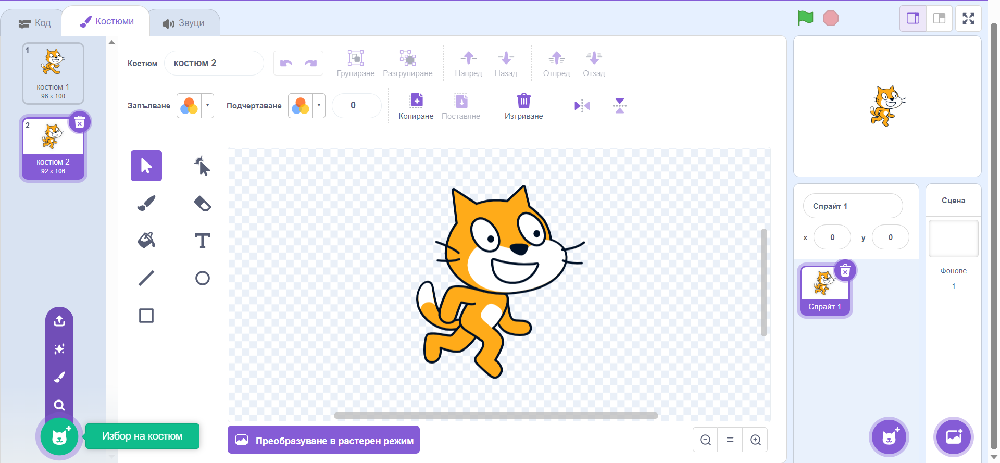 Код
Костюми
Звуци
1
костюм 1
96 x 100
2
костюм 2
92 x 106
Избор на костюм
Костюм
костюм 2
Групиране
Разгрупиране
Напред
Назад
Отпред
Отзад
Запълване
Подчертаване
0
Копиране
Поставяне
Изтриване
Преобразуване в растерен режим
Спрайт 1
x 0 y 0
Спрайт 1
Сцена
Фонове
1